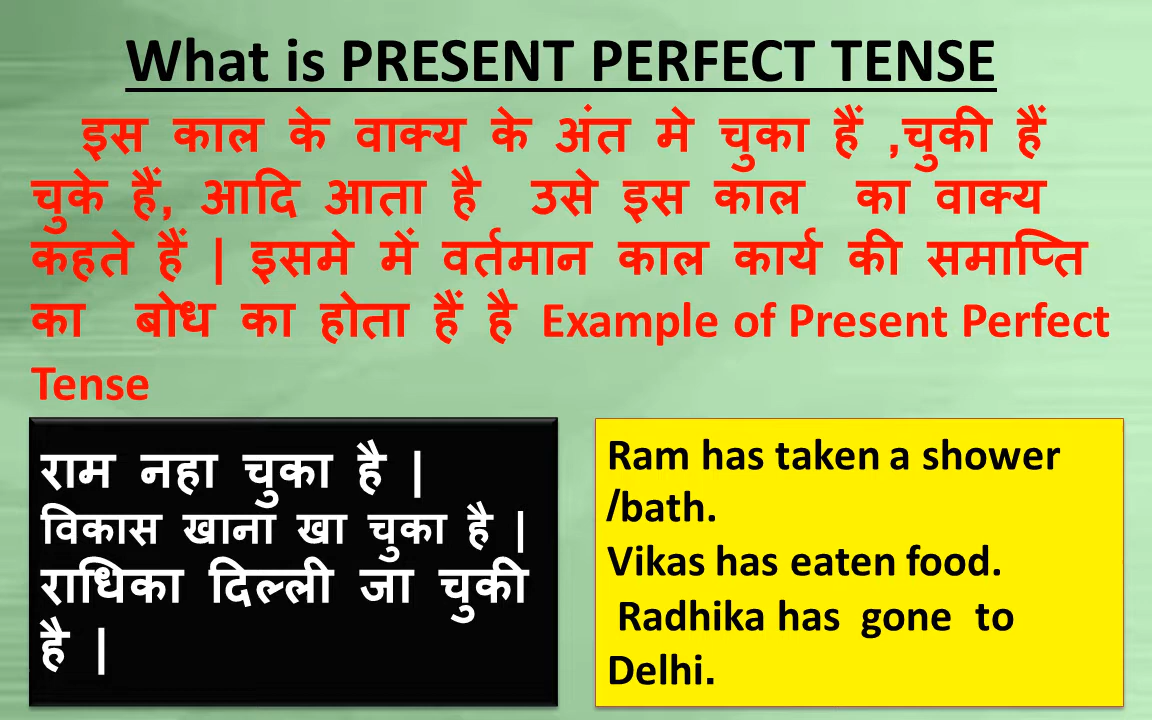 What is PRESENT PERFECT TENSE
इस काल के वाक्य के अंत मे चुका हैं ,चुकी हैं
चुके हैं, आदि आता है उसे इस काल का वाक्य
कहते हैं | इसमे में वर्तमान काल कार्य की समाप्ति
का बोध का होता हैं है Example of Present Perfect
Tense
राम नहा चुका है |
विकास खाना खा चुका है |
राधिका दिल्ली जा चुकी
है |
Ram has taken a shower
/bath.
Vikas has eaten food.
Radhika has gone to
Delhi.